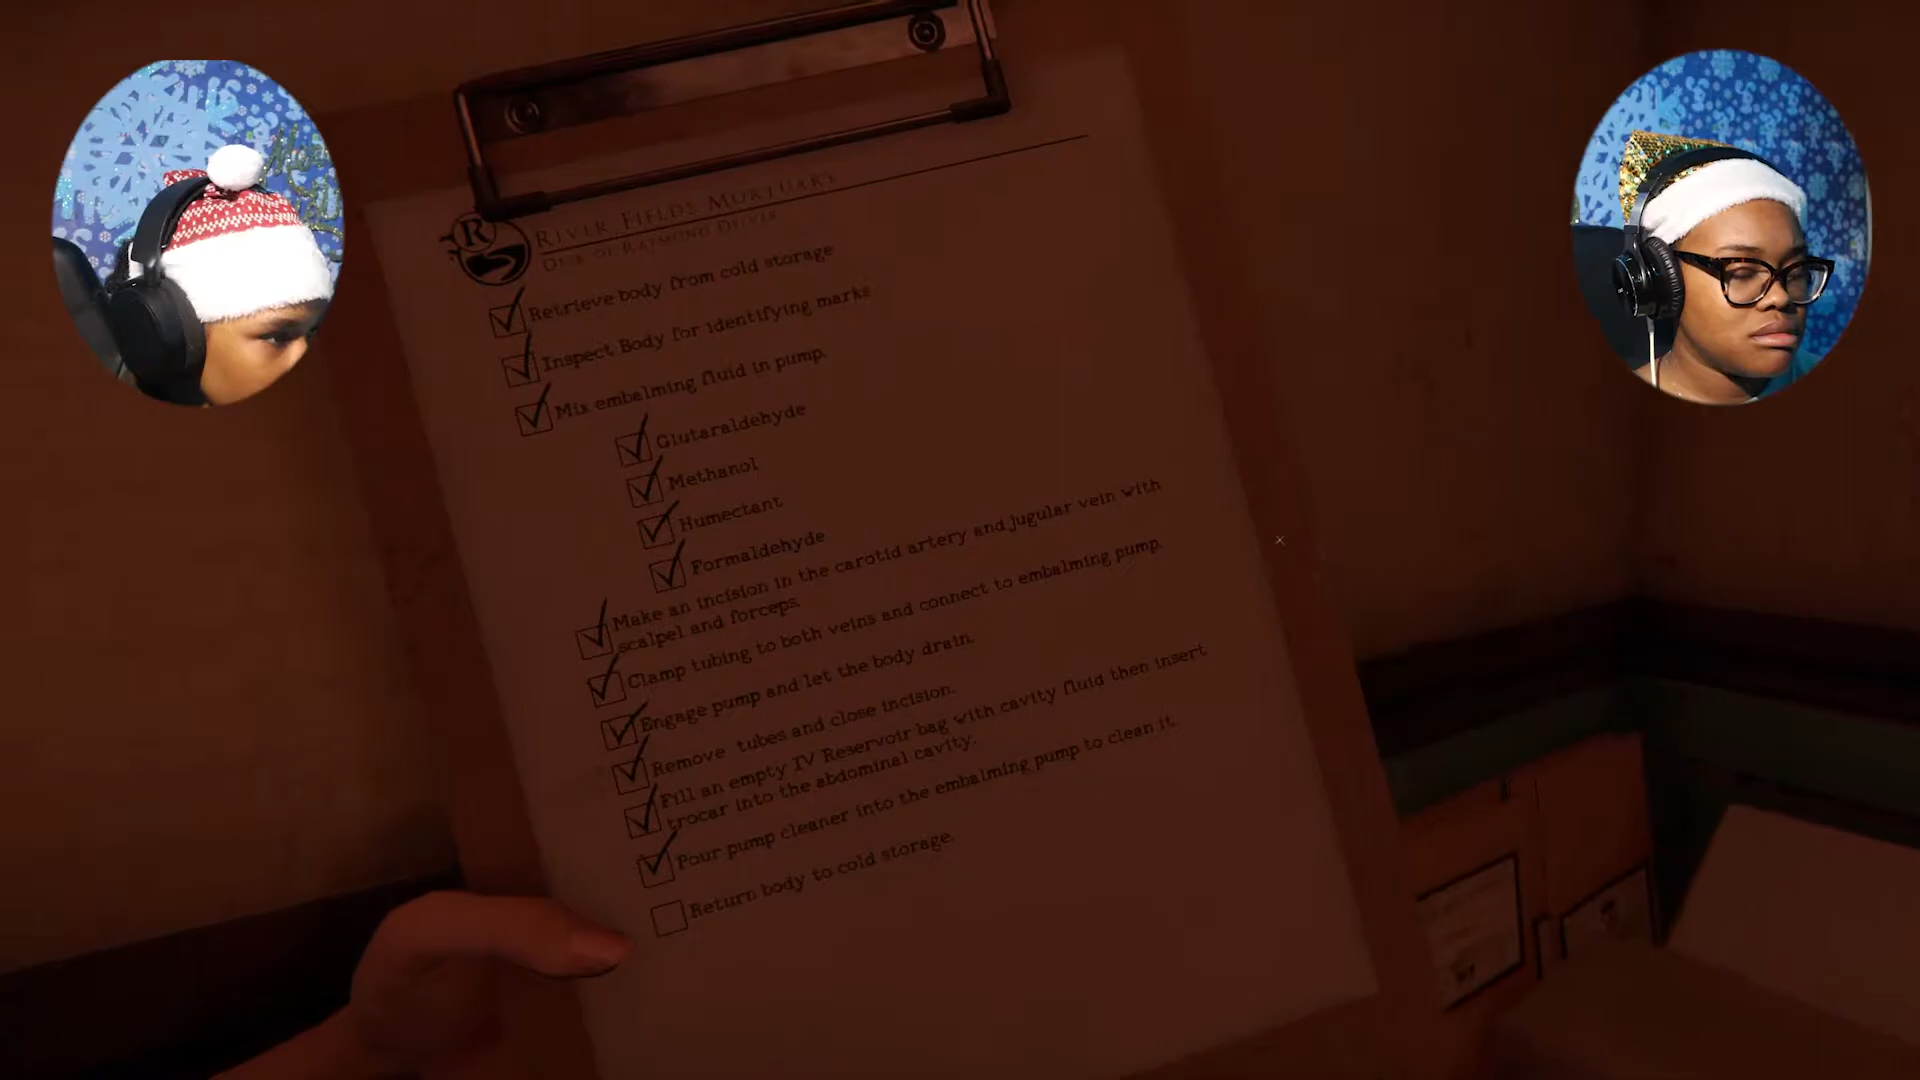 RIVER FIELDS MORTUARY
DEIR. OF RAYMOND DELVER
Retrieve body from cold storage
Inspect Body for identifying marks
Mix embalming fluid in pump.
Glutaraldehyde
Methanol
Humectant
Formaldehyde
Make an incision in the carotid artery and jugular vein with
scalpel and forceps.
Clamp tubing to both veins and connect to embalming pump.
Engage pump and let the body drain.
Remove tubes and close incision.
Fill an empty IV Reservoir bag with cavity fluid then insert
trocar into the abdominal cavity.
Pour pump cleaner into the embalming pump to clean it.
Return body to cold storage.